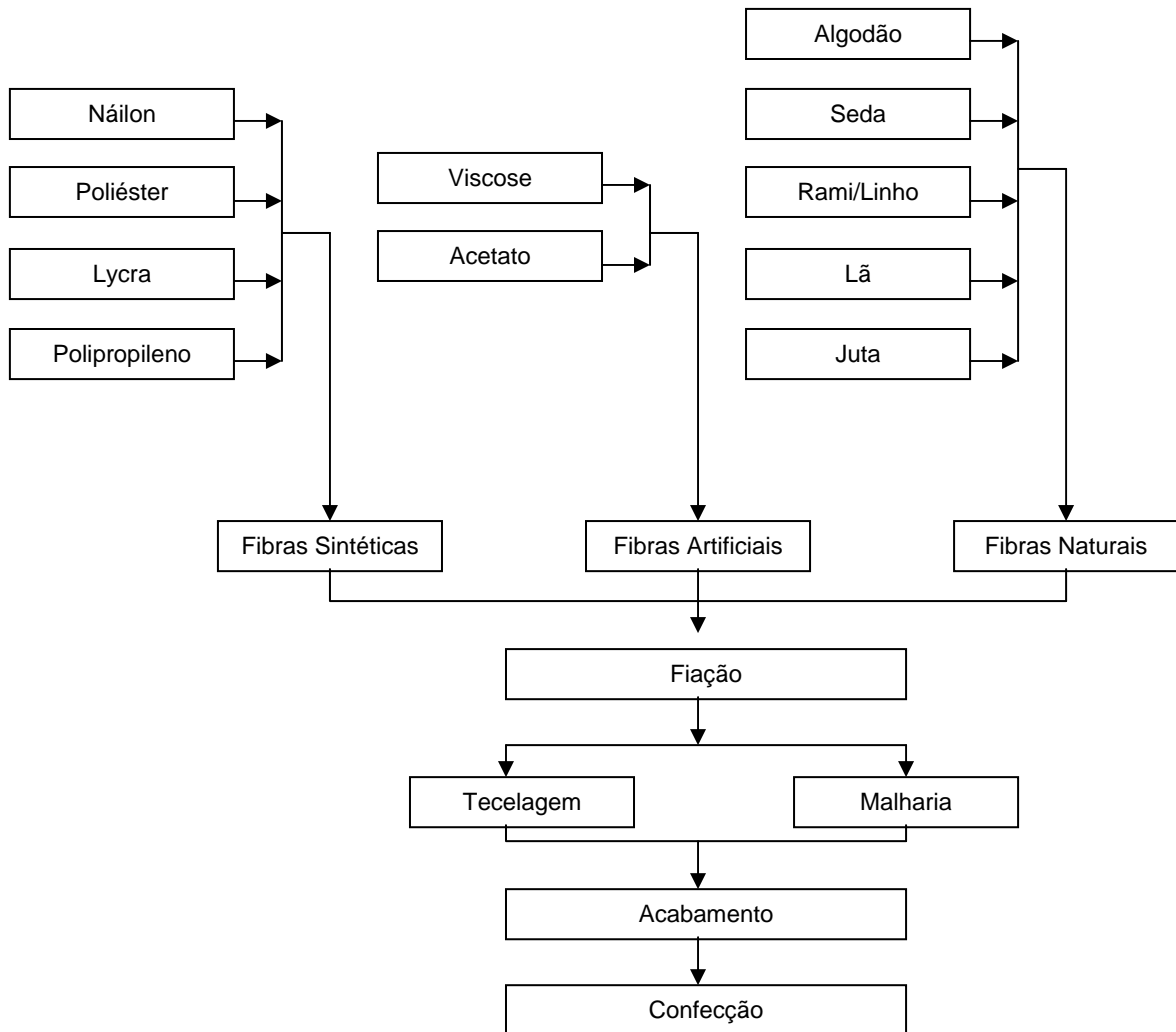 Algodão
Náilon
Seda
Viscose
Poliéster
Rami/Linho
Acetato
Lycra
Lã
Polipropileno
Juta
Fibras Sintéticas
Fibras Artificiais
Fibras Naturais
Fiação
Tecelagem
Malharia
Acabamento
Confecção